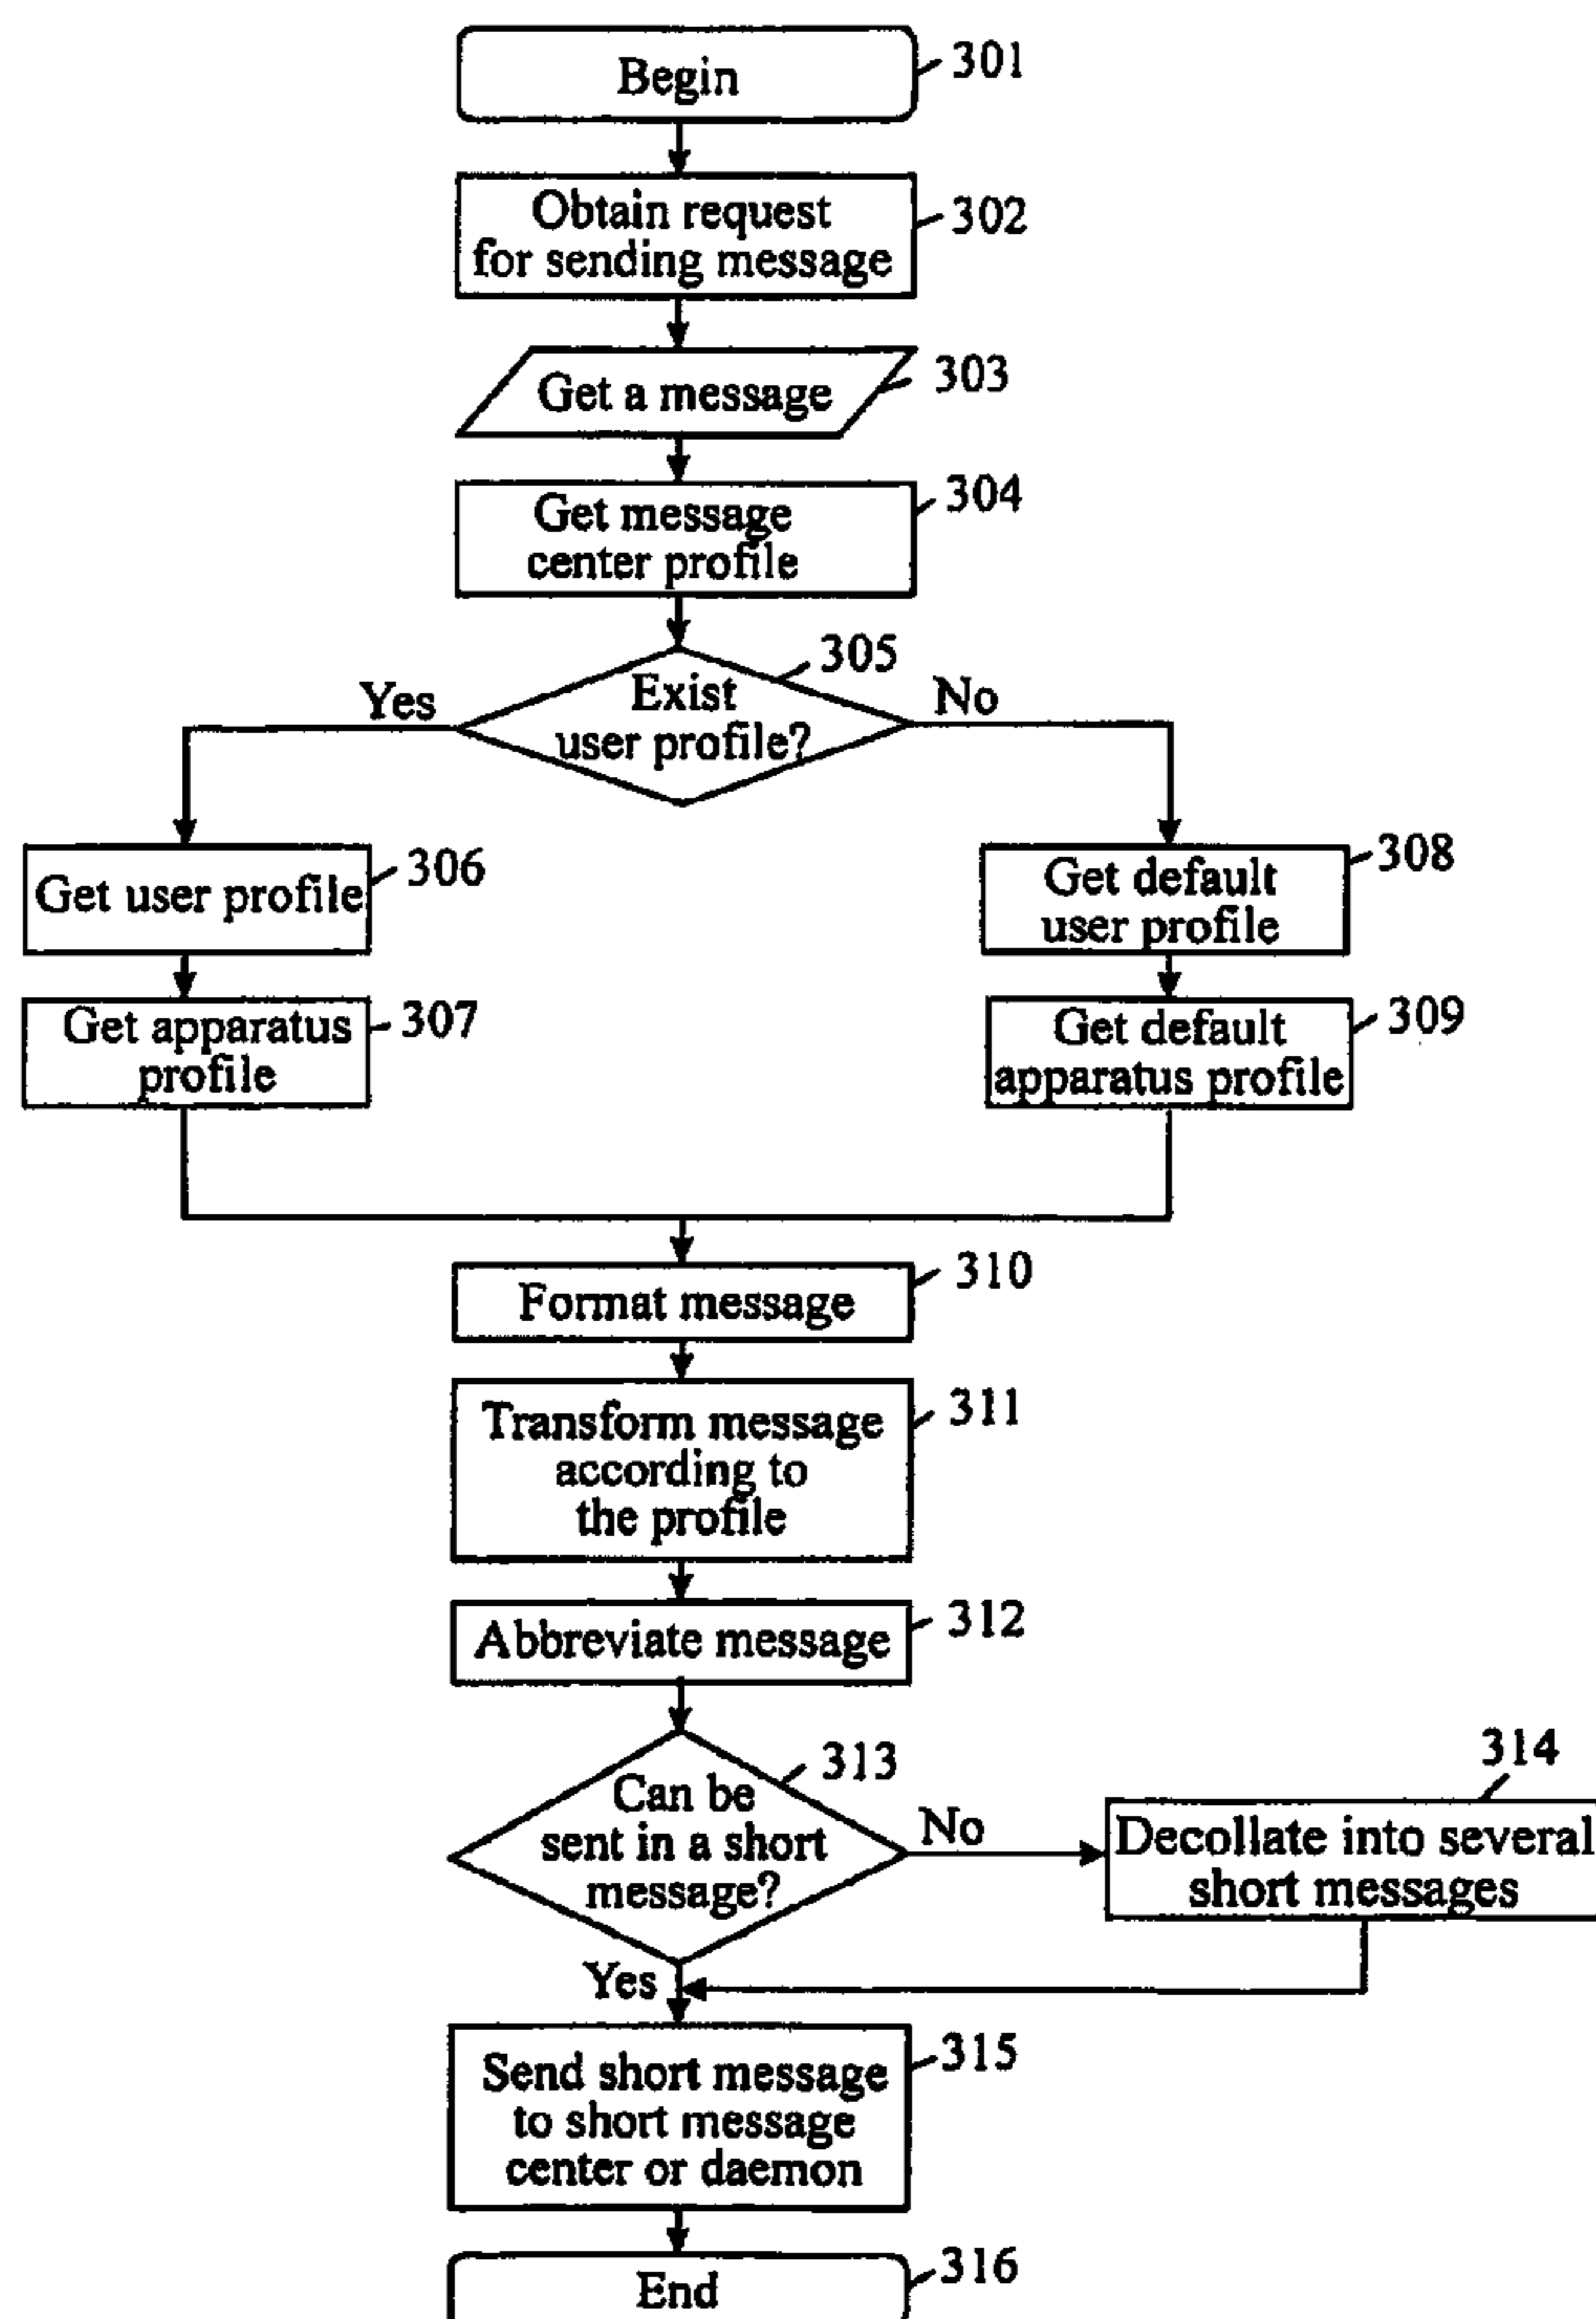 Begin
301
Obtain request
for sending message
302
Get a message
303
Get message
center profile
304
305
Exist
user profile?
Yes
No
Get user profile
306
Get default
user profile
308
Get apparatus
profile
307
Get default
apparatus profile
309
Format message
310
Transform message
according to
the profile
311
Abbreviate message
312
313
Can be
sent in a short
message?
No
314
Decollate into several
short messages
Yes
Send short message
to short message
center or daemon
315
End
316